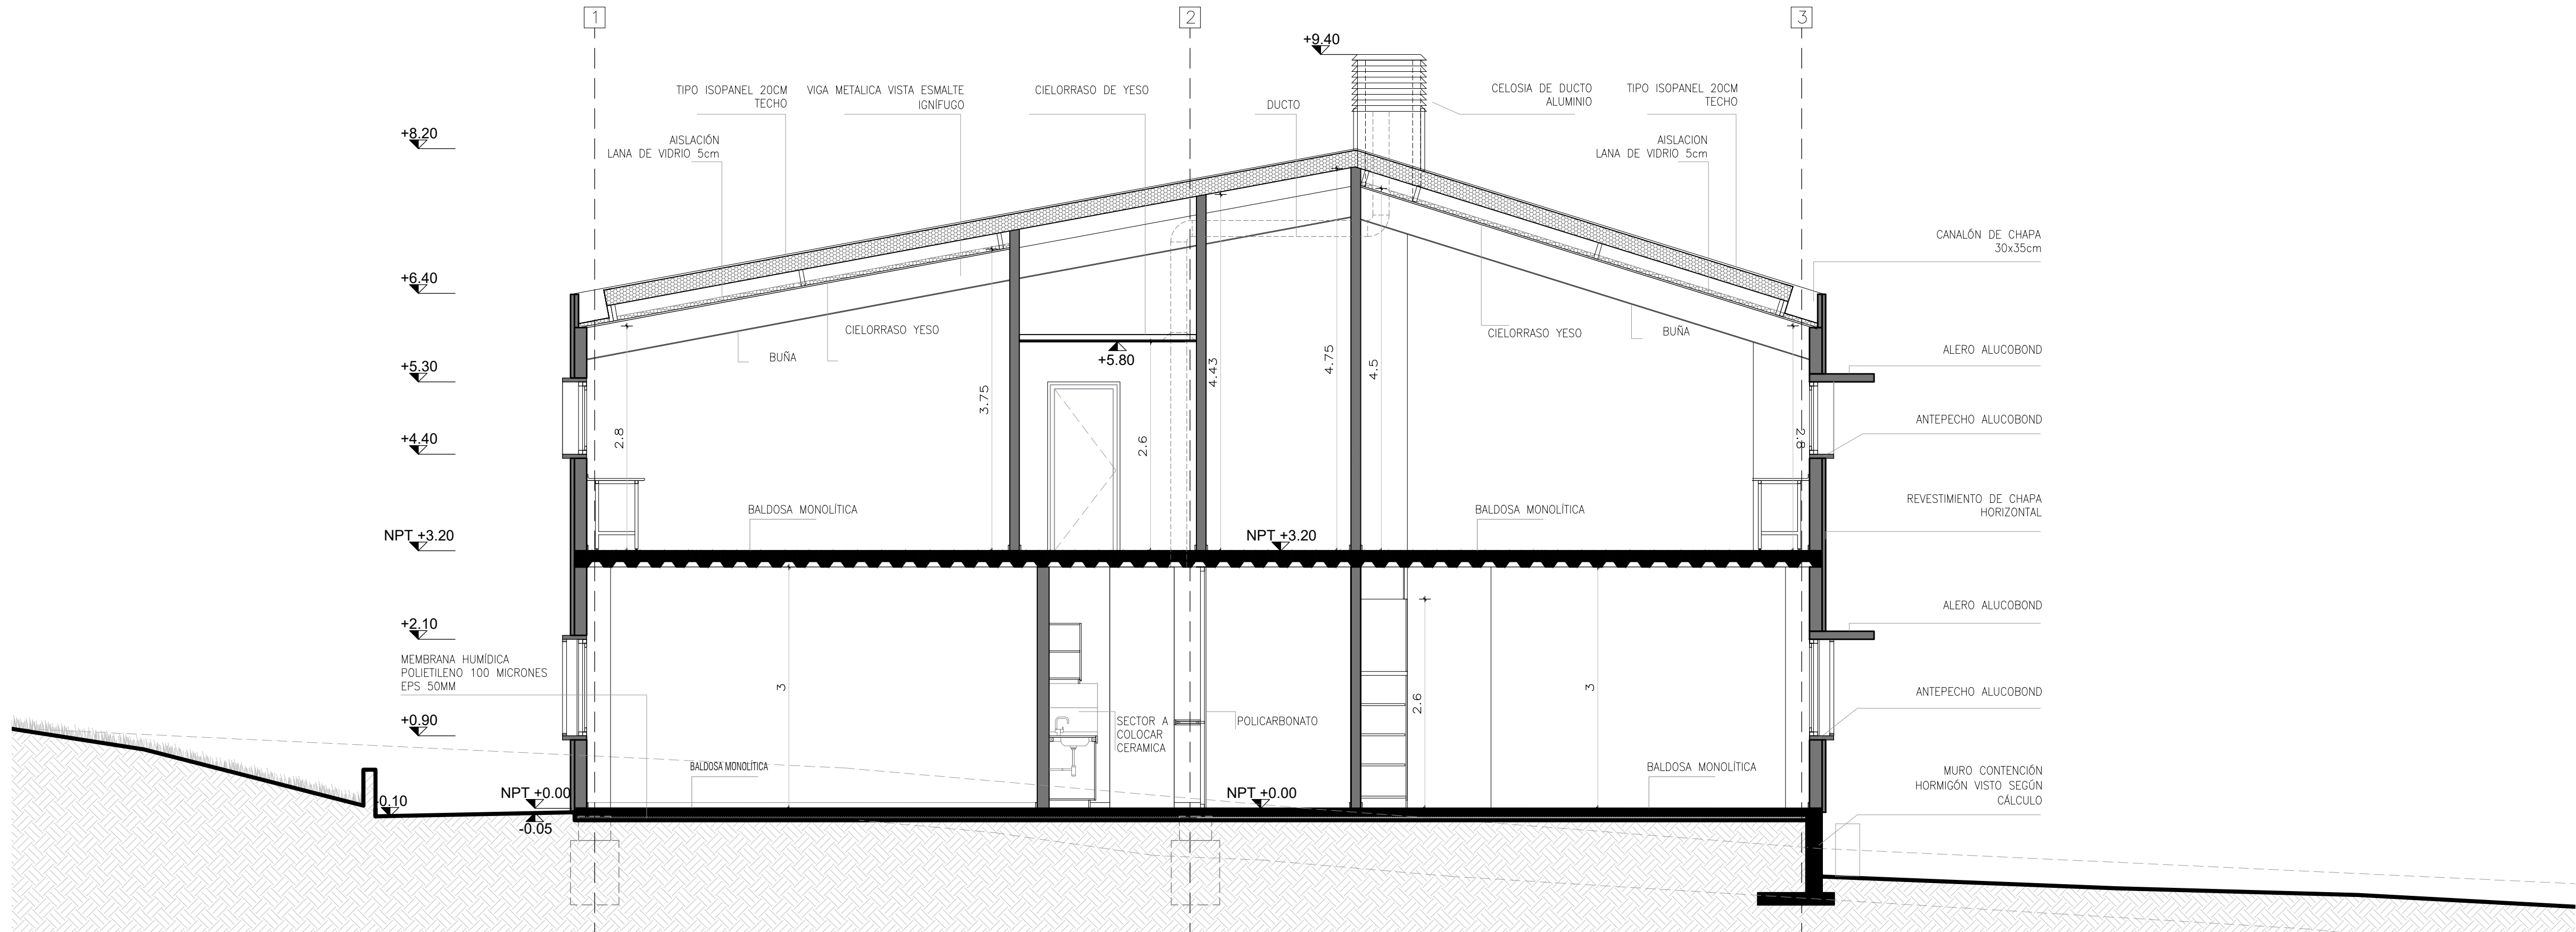 1
2
3
+9.40
TIPO ISOPANEL 20CM
TECHO
VIGA METALICA VISTA ESMALTE
IGNÍFUGO
CIELORRASO DE YESO
DUCTO
CELOSIA DE DUCTO
ALUMINIO
TIPO ISOPANEL 20CM
TECHO
+8.20
AISLACIÓN
LANA DE VIDRIO 5cm
AISLACION
LANA DE VIDRIO 5cm
CANALÓN DE CHAPA
30x35cm
+6.40
CIELORRASO YESO
BUÑA
+5.80
CIELORRASO YESO
BUÑA
ALERO ALUCOBOND
+5.30
4.43
4.75
4.5
3.75
+4.40
2.8
2.6
2.8
ANTEPECHO ALUCOBOND
BALDOSA MONOLÍTICA
BALDOSA MONOLÍTICA
REVESTIMIENTO DE CHAPA
HORIZONTAL
NPT +3.20
NPT +3.20
ALERO ALUCOBOND
+2.10
MEMBRANA HUMÍDICA
POLIETILENO 100 MICRONES
EPS 50MM
3
2.6
3
ANTEPECHO ALUCOBOND
+0.90
SECTOR A
COLOCAR
CERAMICA
POLICARBONATO
BALDOSA MONOLÍTICA
BALDOSA MONOLÍTICA
MURO CONTENCIÓN
HORMIGÓN VISTO SEGÚN
CÁLCULO
-0.10
NPT +0.00
-0.05
NPT +0.00